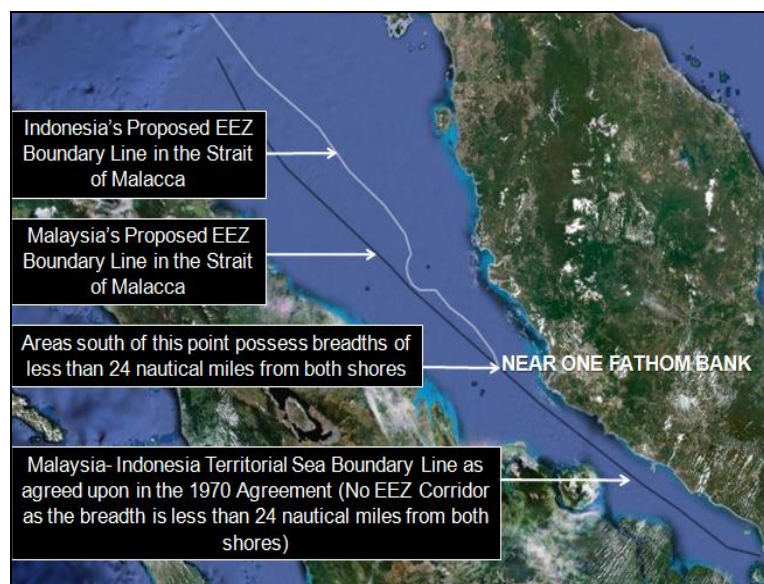 Indonesia's Proposed EEZ
Boundary Line in the Strait
of Malacca
Malaysia's Proposed EEZ
Boundary Line in the Strait
of Malacca
Areas south of this point possess breadths of
less than 24 nautical miles from both shores
NEAR ONE FATHOM BANK
Malaysia- Indonesia Territorial Sea Boundary Line as
agreed upon in the 1970 Agreement (No EEZ Corridor
as the breadth is less than 24 nautical miles from both
shores)